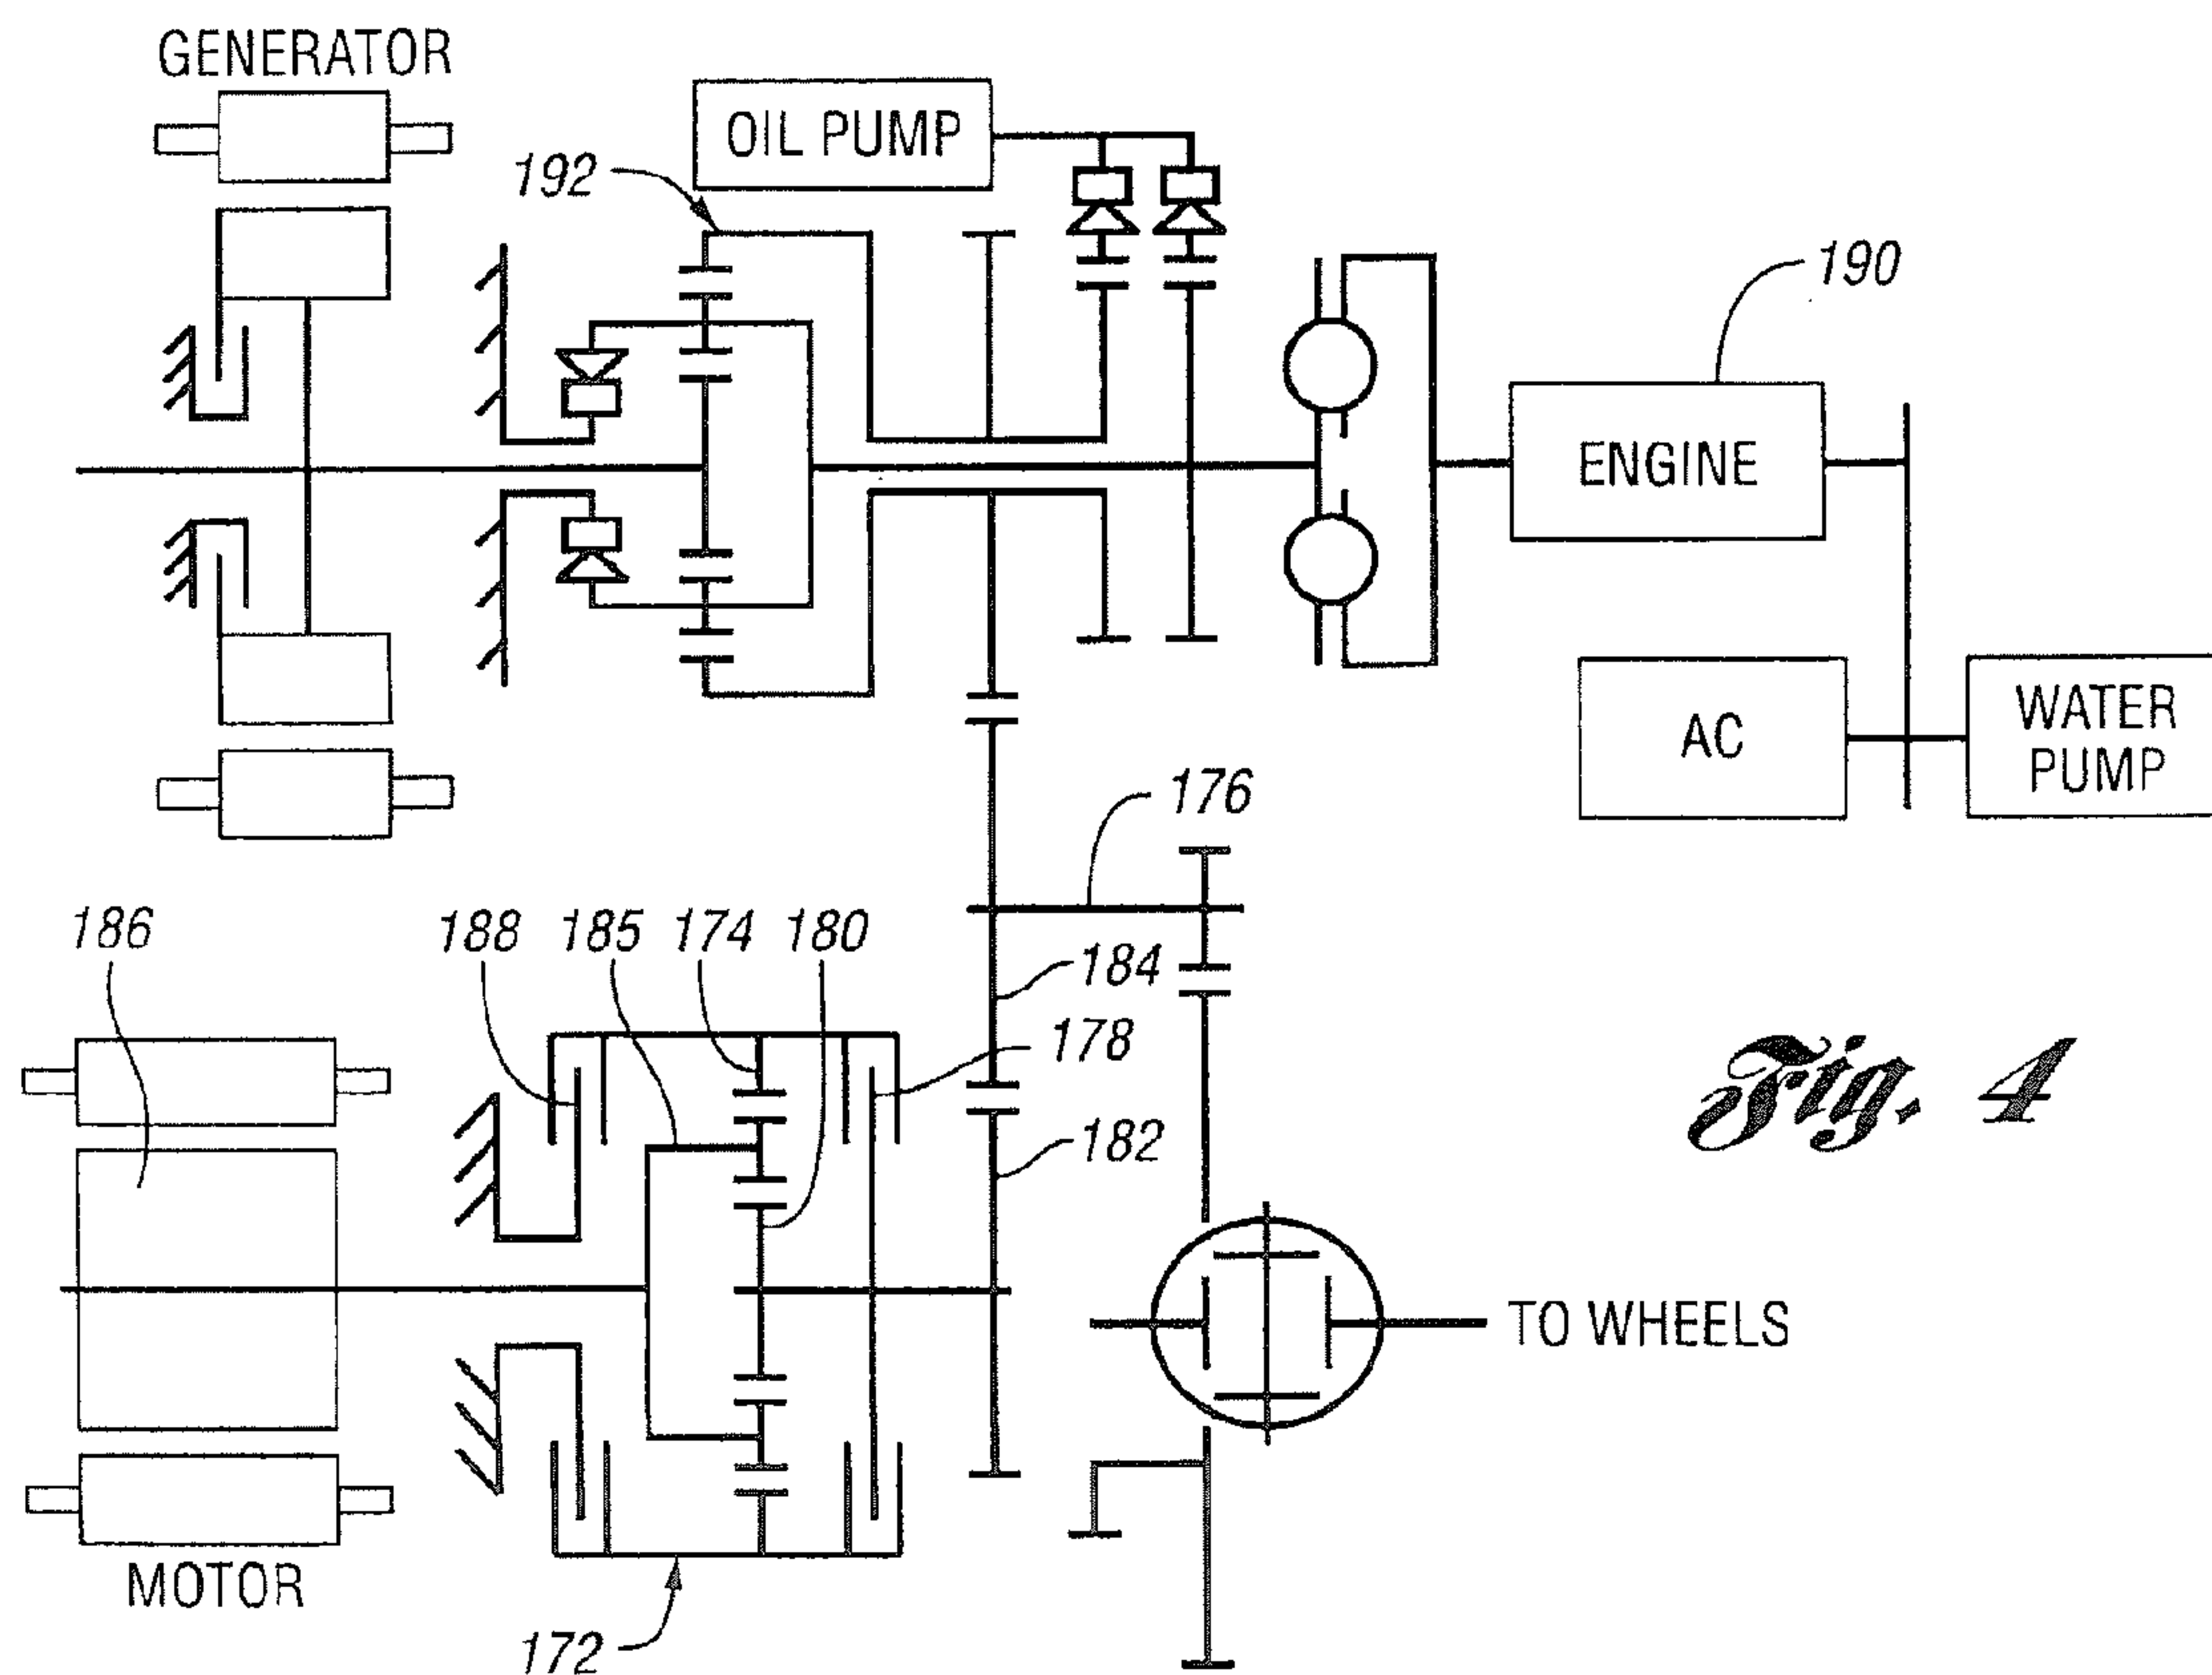 GENERATOR
OIL PUMP
192
190
ENGINE
AC
WATER
PUMP
176
186
188
185
174
180
184
178
182
Fig. 4
TO WHEELS
MOTOR
172